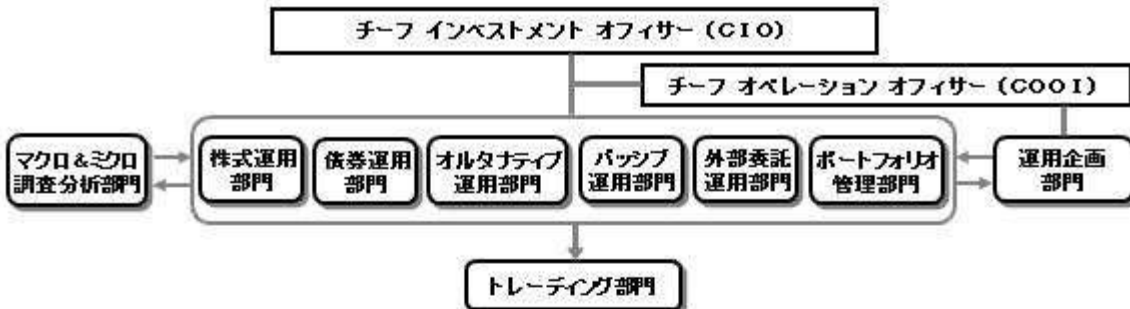 チーフ インベストメント オフィサー (CIO)
チーフ オペレーション オフィサー (COOI)
マクロ&ミクロ
調査分析部門
株式運用
部門
債券運用
部門
オルタナティブ
運用部門
パッシブ
運用部門
外部委託
運用部門
ポートフォリオ
管理部門
運用企画
部門
トレーディング部門